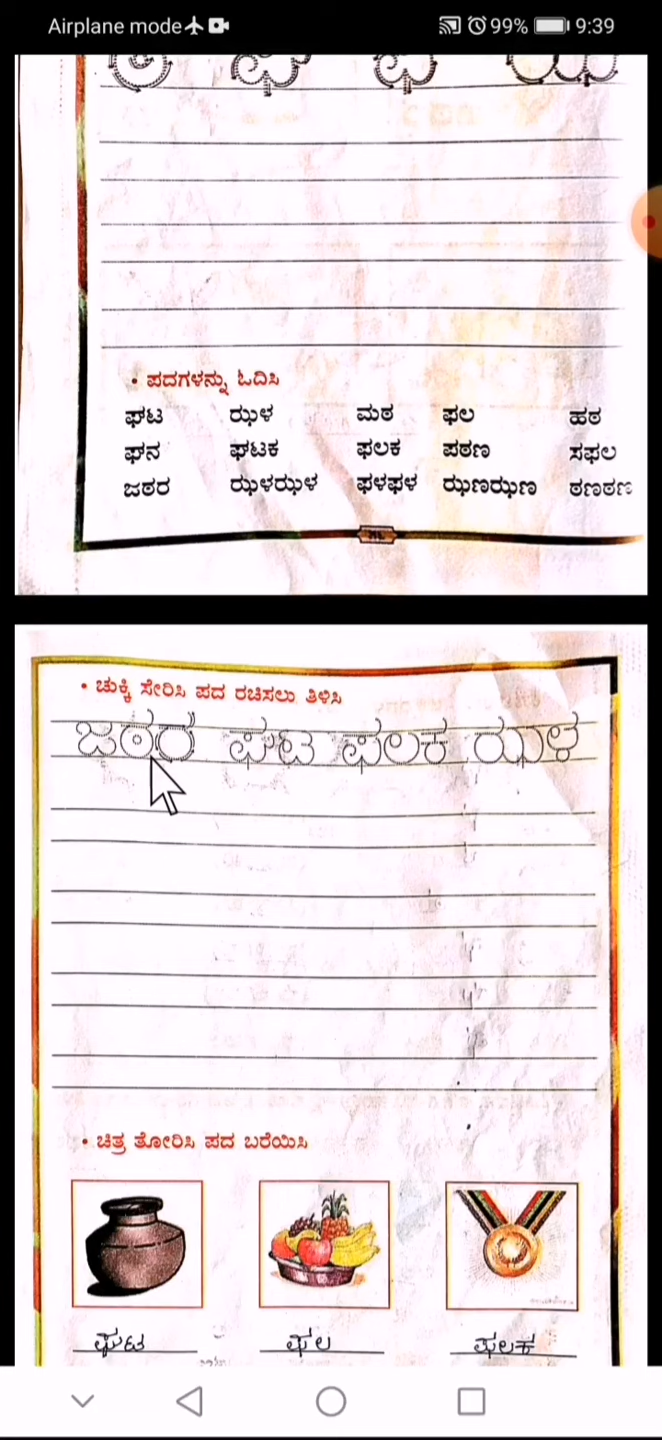 Airplane mode 99% 9:39
• ಪದಗಳನ್ನು ಓದಿಸಿ
ಘಟ ಝಳ ಮಠ ಫಲ ಹಠ
ಘನ ಘಟಕ ಫಲಕ ಪಠಣ ಸಫಲ
ಜಠರ ಝಳಝಳ ಫಳಫಳ ಝಣಝಣ ಠಣಠಣ
• ಚುಕ್ಕಿ ಸೇರಿಸಿ ಪದ ರಚಿಸಲು ತಿಳಿಸಿ
ಜಠರ ಘಟ ಫಲಕ ಝಳ
• ಚಿತ್ರ ತೋರಿಸಿ ಪದ ಬರೆಯಿಸಿ
ಘಟ ಫಲ ಫಲಕ